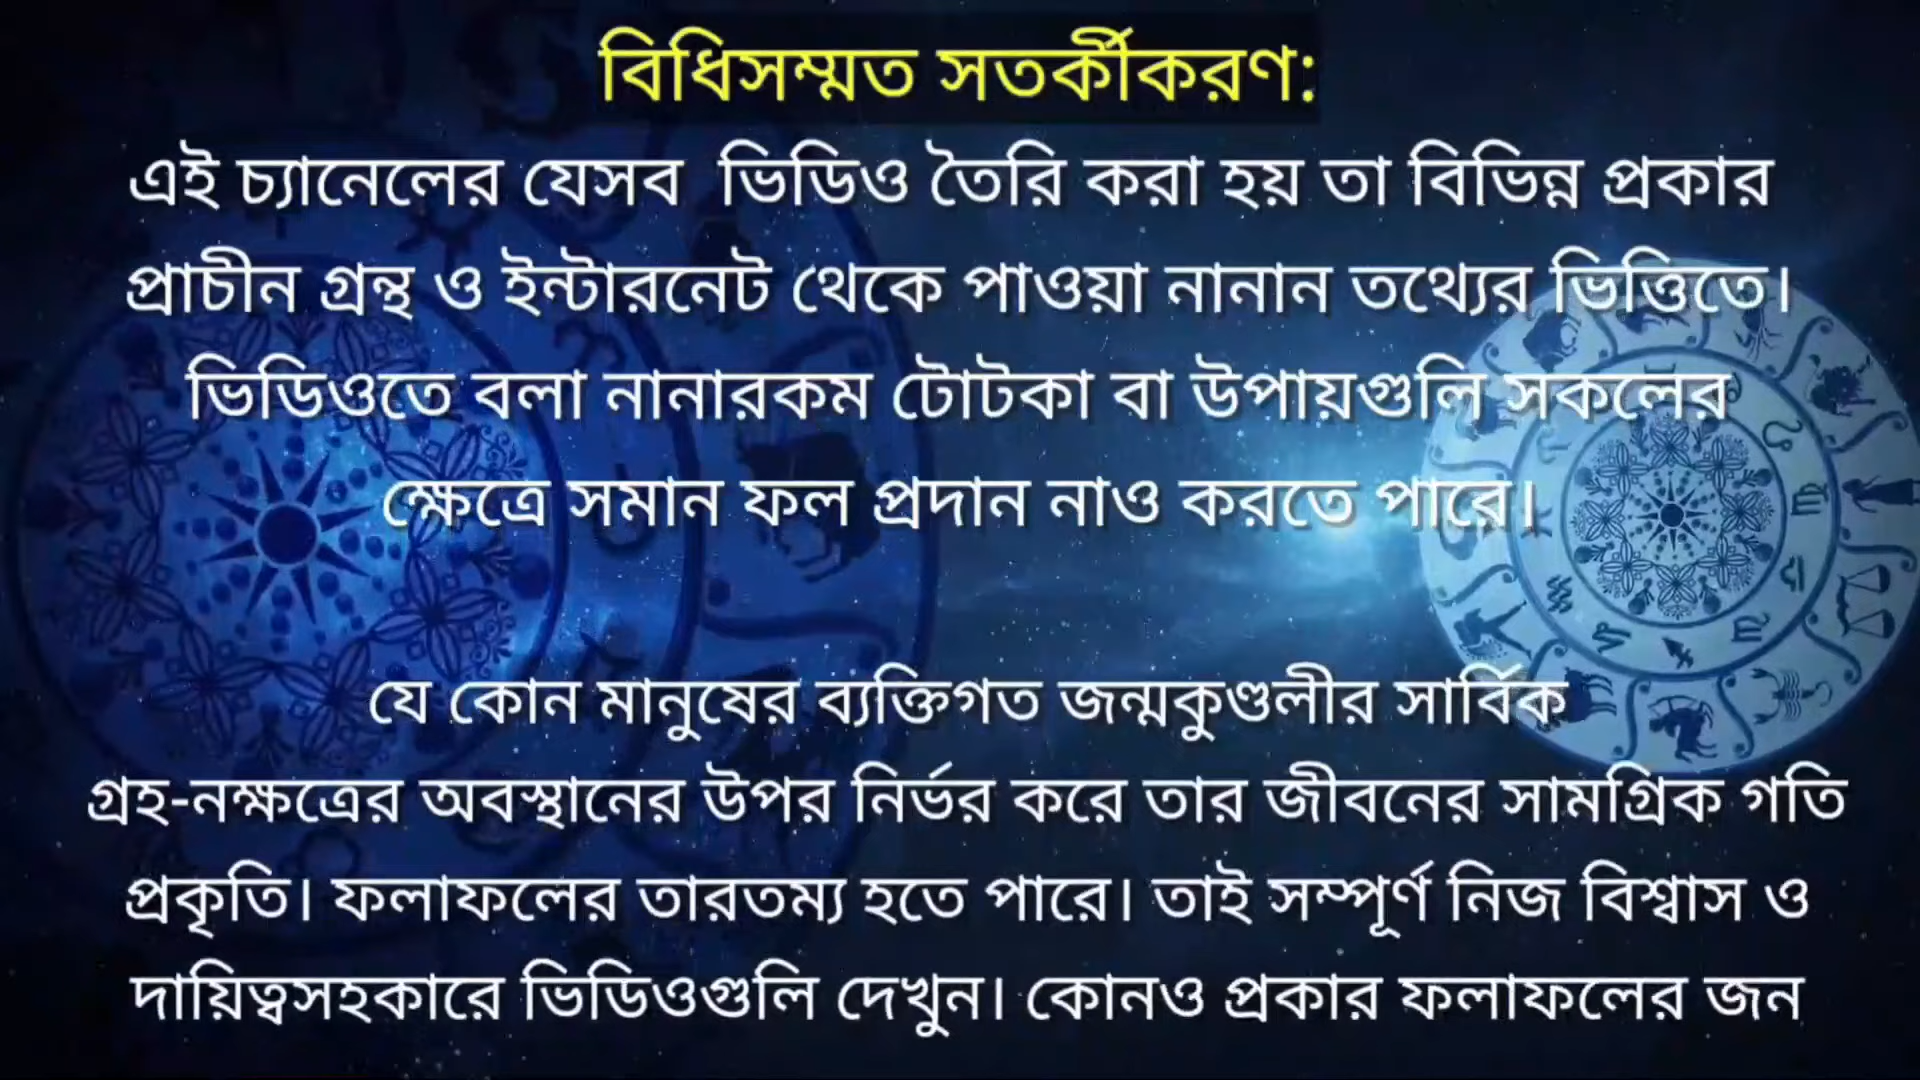 বিধিসম্মত সতর্কীকরণ:
এই চ্যানেলের যেসব ভিডিও তৈরি করা হয় তা বিভিন্ন প্রকার
প্রাচীন গ্রন্থ ও ইন্টারনেট থেকে পাওয়া নানান তথ্যের ভিত্তিতে।
ভিডিওতে বলা নানারকম টোটকা বা উপায়গুলি সকলের
ক্ষেত্রে সমান ফল প্রদান নাও করতে পারে।
যে কোন মানুষের ব্যক্তিগত জন্মকুণ্ডলীর সার্বিক
গ্রহ-নক্ষত্রের অবস্থানের উপর নির্ভর করে তার জীবনের সামগ্রিক গতি
প্রকৃতি। ফলাফলের তারতম্য হতে পারে। তাই সম্পূর্ণ নিজ বিশ্বাস ও
দায়িত্বসহকারে ভিডিওগুলি দেখুন। কোনও প্রকার ফলাফলের জন